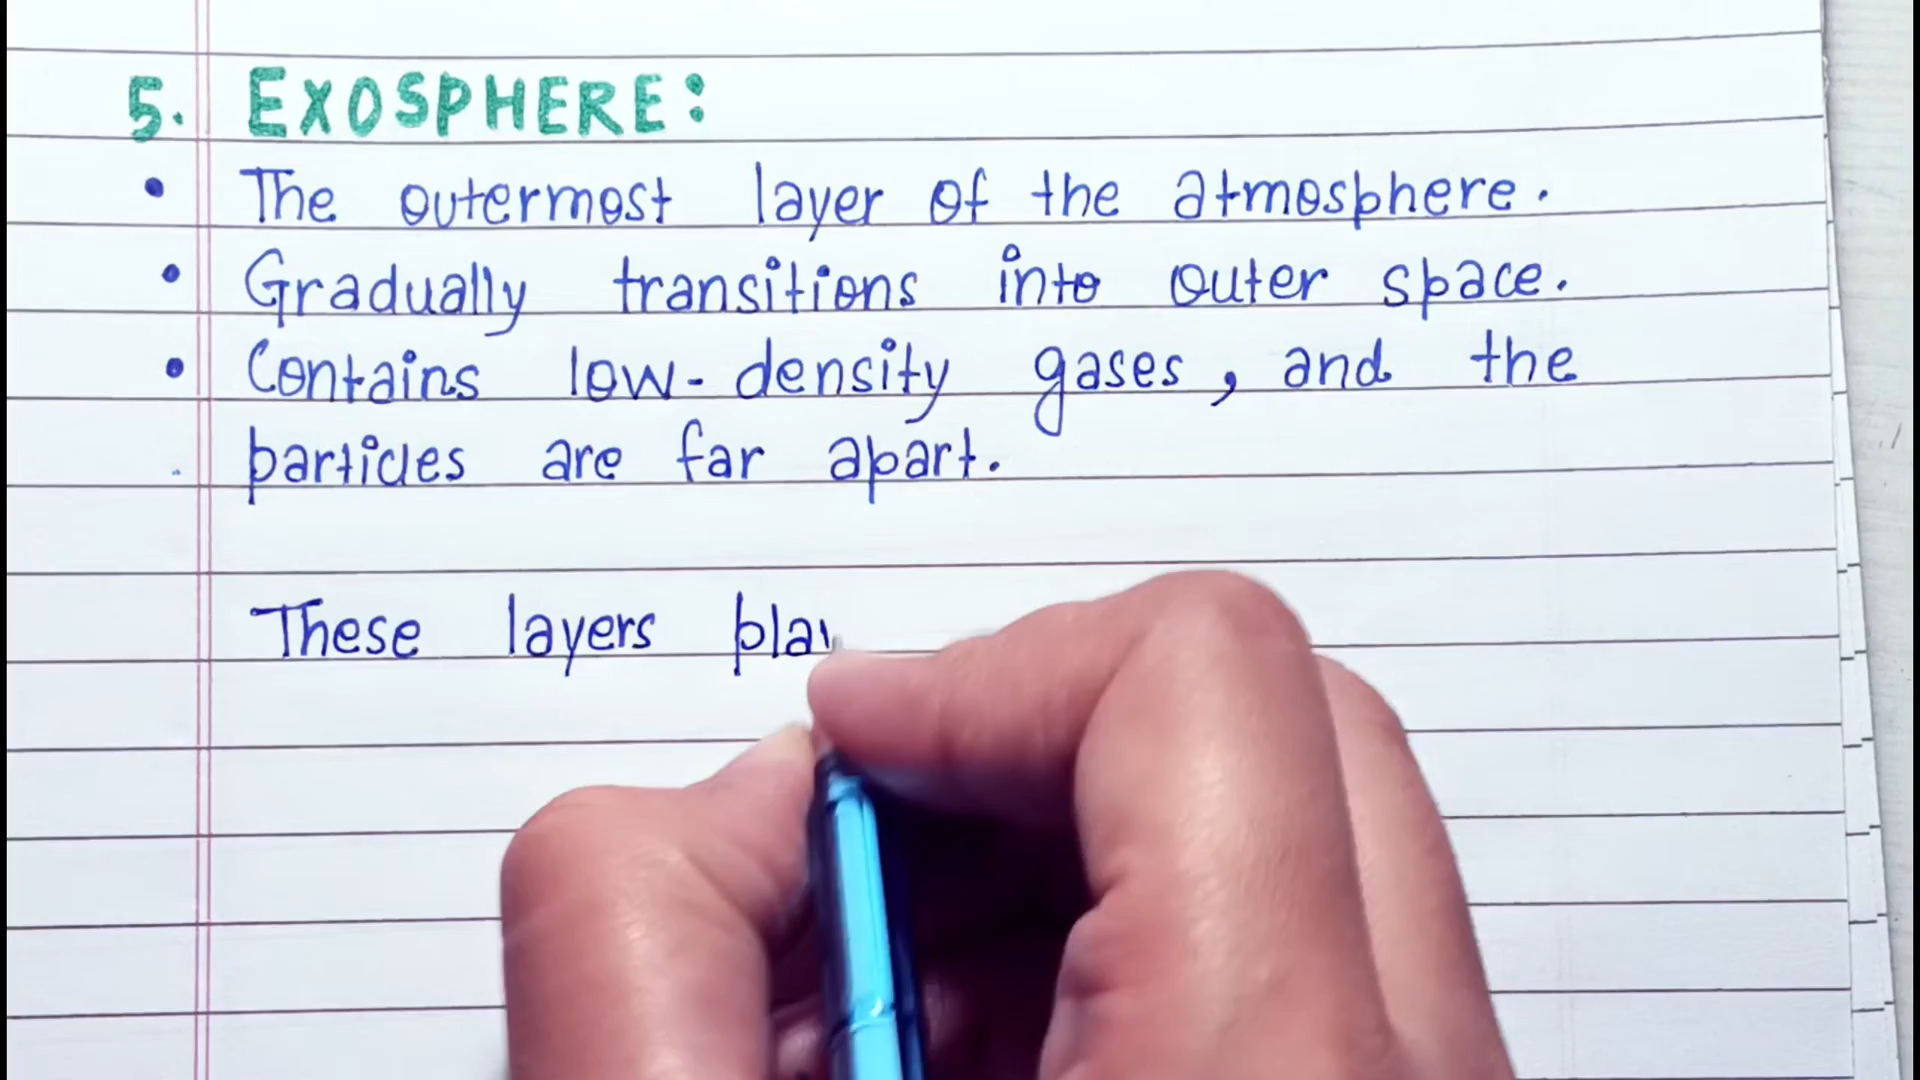 5. EXOSPHERE:
• The outermost layer of the atmosphere.
• Gradually transitions into outer space.
• Contains low-density gases, and the
particles are far apart.
These layers